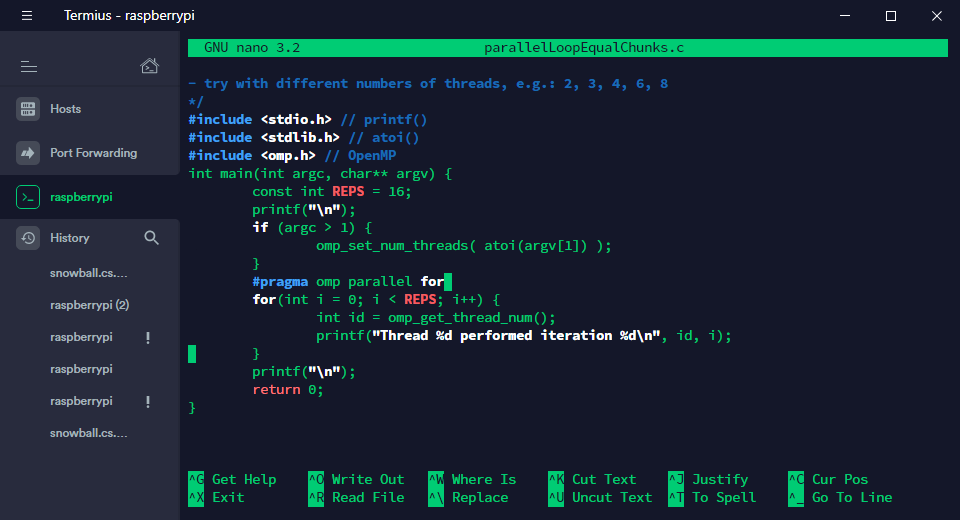 Termius - raspberrypi
Hosts
Port Forwarding
raspberrypi
History
snowball.cs....
raspberrypi (2)
raspberrypi
raspberrypi
raspberrypi
snowball.cs....
GNU nano 3.2 parallelLoopEqualChunks.c
- try with different numbers of threads, e.g.: 2, 3, 4, 6, 8
*/
#include <stdio.h> // printf()
#include <stdlib.h> // atoi()
#include <omp.h> // OpenMP
int main(int argc, char** argv) {
const int REPS = 16;
printf("\n");
if (argc > 1) {
omp_set_num_threads( atoi(argv[1]) );
}
#pragma omp parallel for
for(int i = 0; i < REPS; i++) {
int id = omp_get_thread_num();
printf("Thread %d performed iteration %d\n", id, i);
}
printf("\n");
return 0;
}
^G Get Help ^O Write Out ^W Where Is ^K Cut Text ^J Justify ^C Cur Pos
^X Exit ^R Read File ^\ Replace ^U Uncut Text ^T To Spell ^_ Go To Line